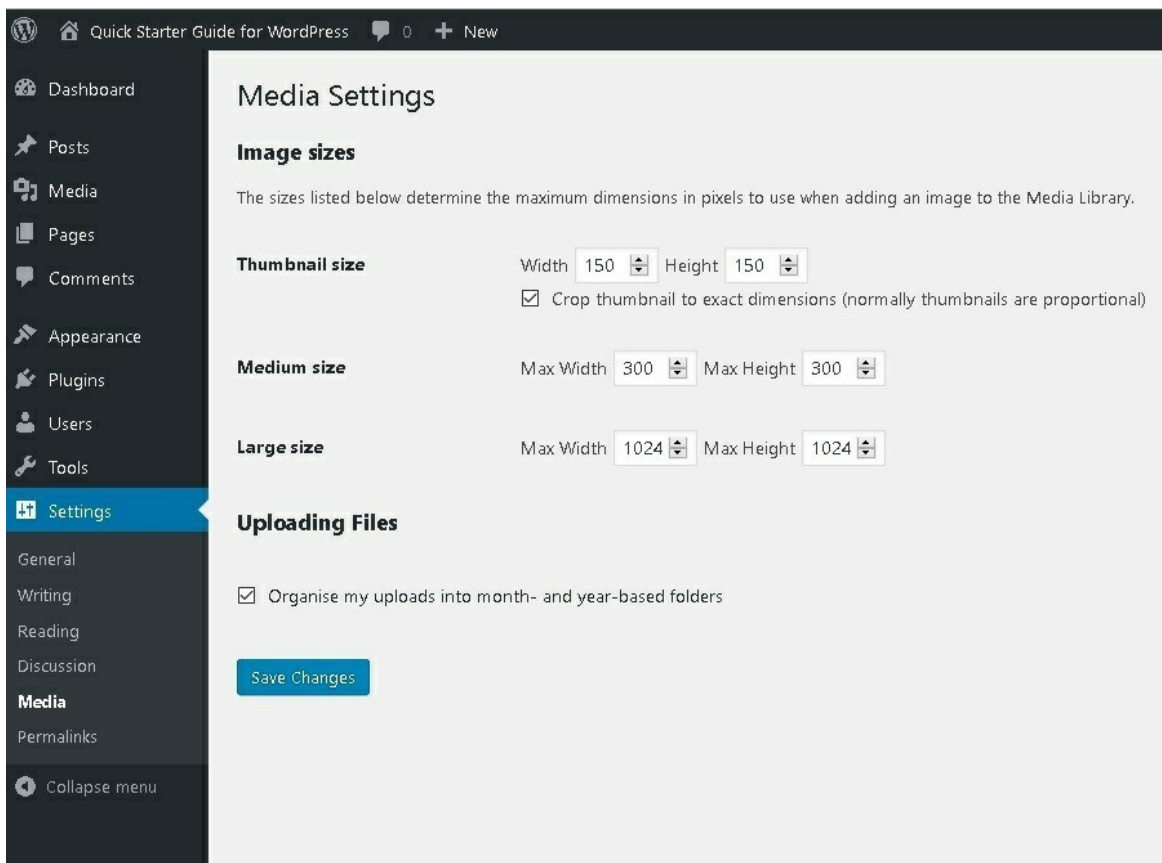 Quick Starter Guide for WordPress 0 New
Dashboard
Posts
Media
Pages
Comments
Appearance
Plugins
Users
Tools
Settings
General
Writing
Reading
Discussion
Media
Permalinks
Collapse menu
Media Settings
Image sizes
The sizes listed below determine the maximum dimensions in pixels to use when adding an image to the Media Library.
Thumbnail size Width 150 Height 150
Crop thumbnail to exact dimensions (normally thumbnails are proportional)
Medium size Max Width 300 Max Height 300
Large size Max Width 1024 Max Height 1024
Uploading Files
Organise my uploads into month- and year-based folders
Save Changes